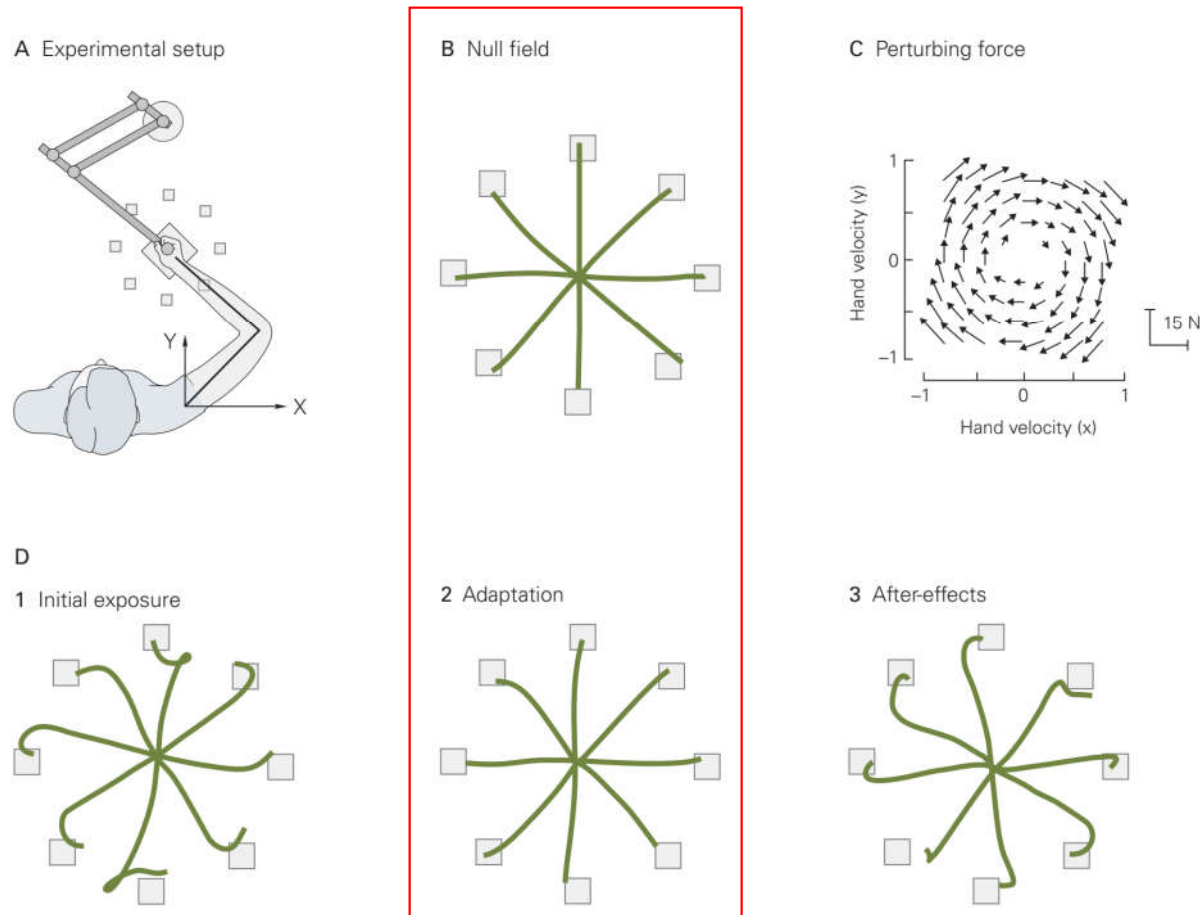 A Experimental setup
B Null field
C Perturbing force
Y
X
Hand velocity (y)
1
0
–1
15 N
–1 0 1
Hand velocity (x)
D
1 Initial exposure
2 Adaptation
3 After-effects